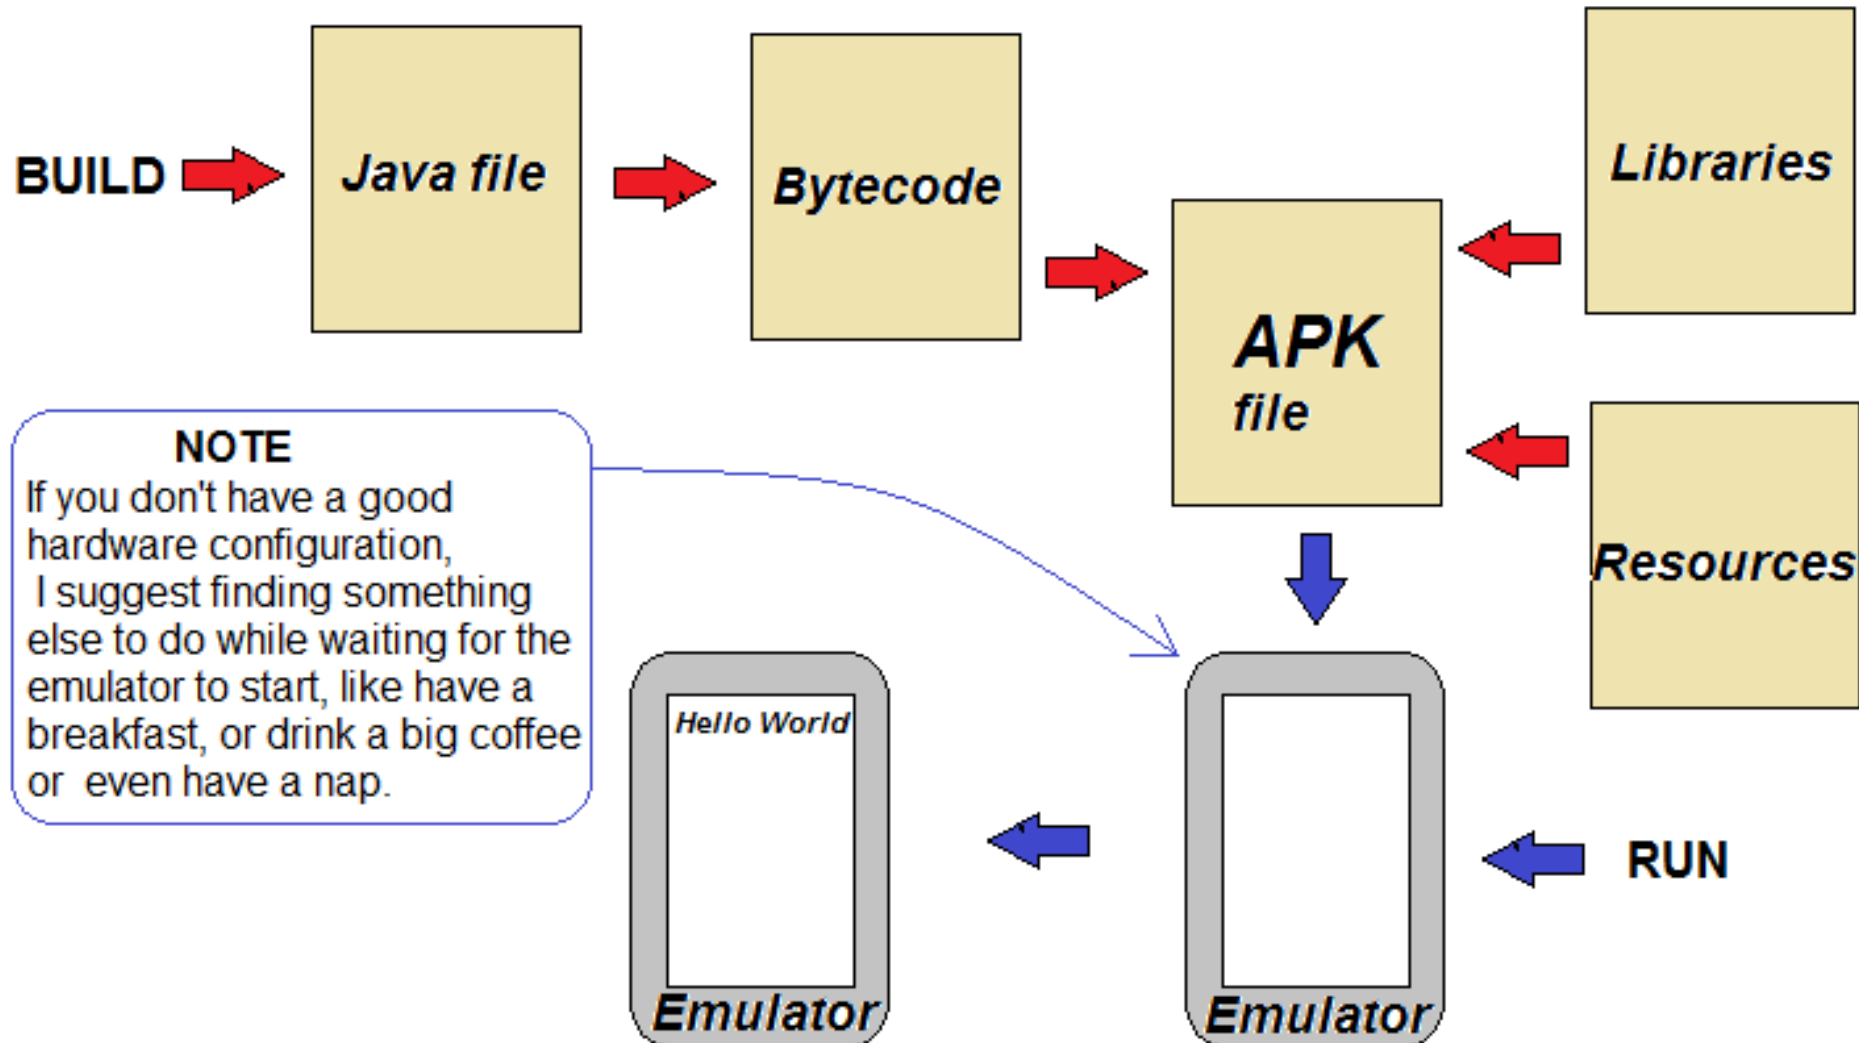 BUILD
Java file
Bytecode
Libraries
APK
file
Resources
NOTE
If you don't have a good
hardware configuration,
I suggest finding something
else to do while waiting for the
emulator to start, like have a
breakfast, or drink a big coffee
or even have a nap.
Hello World
Emulator
Emulator
RUN